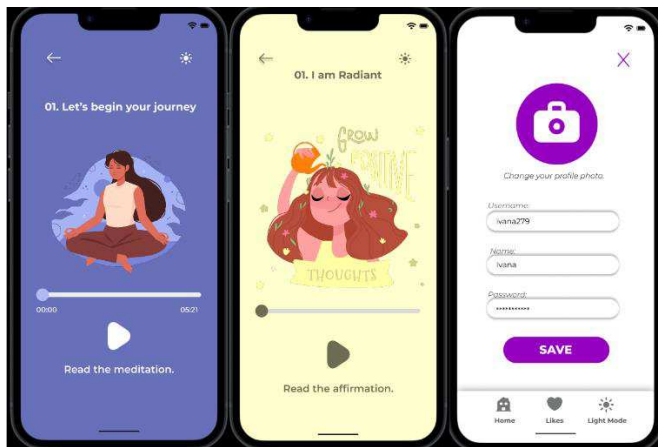 01. Let's begin your journey
00:00 05:21
Read the meditation.
01. I am Radiant
GROW
POSITIVE
THOUGHTS
Read the affirmation.
Change your profile photo.
Username:
ivana279
Name:
Ivana
Password:
•••••••••••
SAVE
Home Likes Light Mode